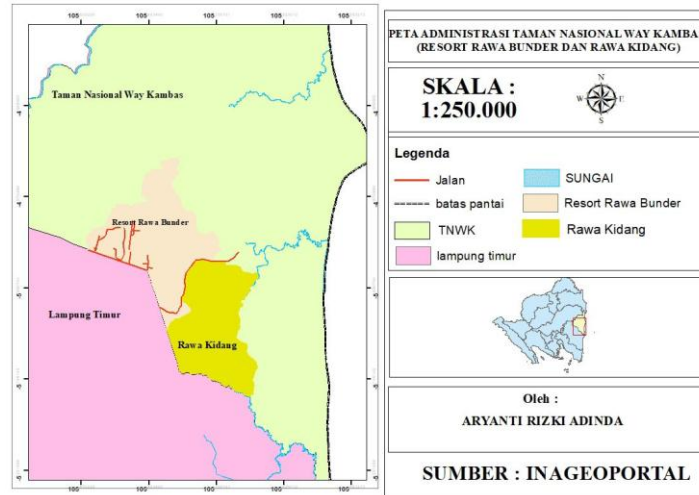 PETA ADMINISTRASI TAMAN NASIONAL WAY KAMBA
(RESORT RAWA BUNDER DAN RAWA KIDANG)
SKALA :
1:250.000
N
E
S
W
Legenda
Jalan
batas pantai
TNWK
lampung timur
SUNGAI
Resort Rawa Bunder
Rawa Kidang
Oleh :
ARYANTI RIZKI ADINDA
SUMBER : INAGEOPORTAL
Taman Nasional Way Kambas
Resort Rawa Bunder
Lampung Timur
Rawa Kidang